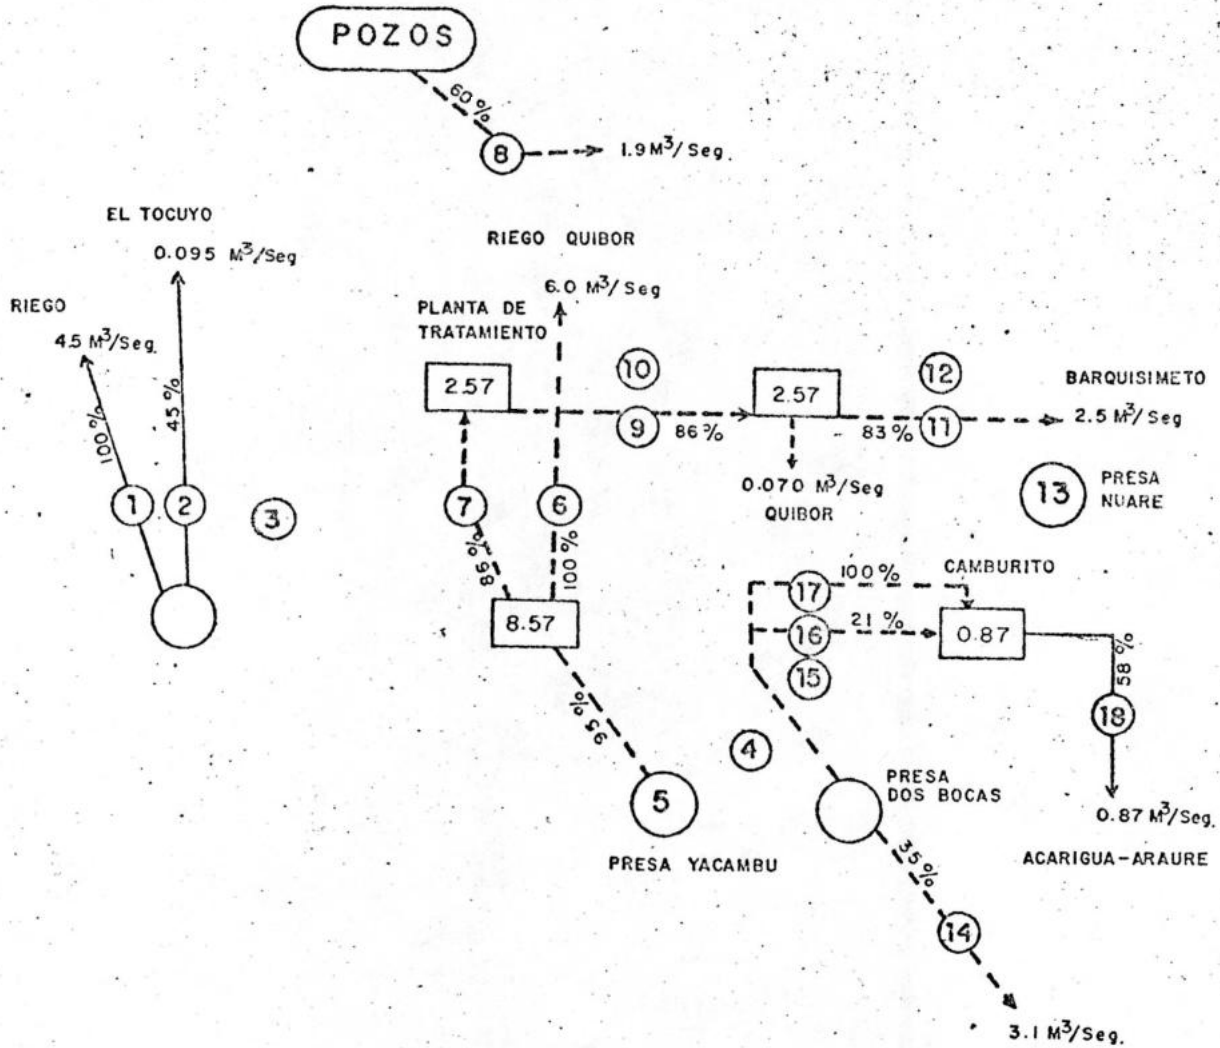 POZOS
60%
8
1.9 M³/Seg.
EL TOCUYO
0.095 M³/Seg
RIEGO
4.5 M³/Seg.
100%
45%
1
2
3
RIEGO QUIBOR
6.0 M³/Seg
PLANTA DE
TRATAMIENTO
2.57
10
9
86%
2.57
12
11
83%
BARQUISIMETO
2.5 M³/Seg
0.070 M³/Seg
QUIBOR
13
PRESA
NUARE
7
6
100%
8.57
95%
5
PRESA YACAMBU
4
17
100%
16
21 %
15
CAMBURITO
0.87
58 %
18
0.87 M³/Seg.
ACARIGUA-ARAURE
PRESA
DOS BOCAS
35%
14
3.1 M³/Seg.